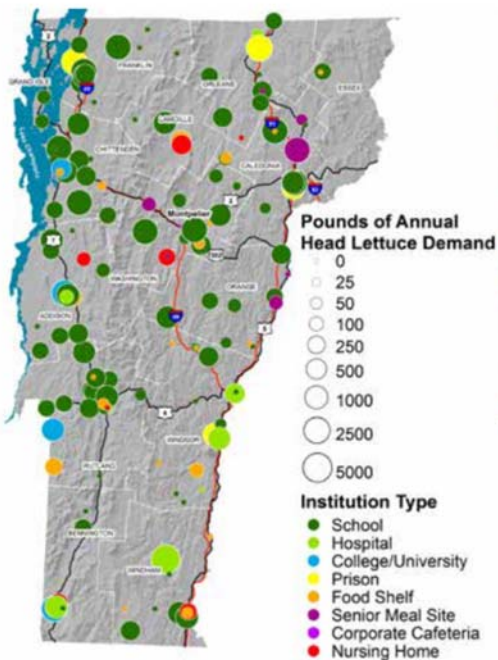 FRANKLIN
ORLEANS
ESSEX
GRAND ISLE
LAMOILLE
CHITTENDEN
CALEDONIA
Lake Champlain
Montpelier
WASHINGTON
ORANGE
ADDISON
WINDSOR
RUTLAND
BENNINGTON
WINDHAM
Pounds of Annual
Head Lettuce Demand
0
25
50
100
250
500
1000
2500
5000
Institution Type
School
Hospital
College/University
Prison
Food Shelf
Senior Meal Site
Corporate Cafeteria
Nursing Home